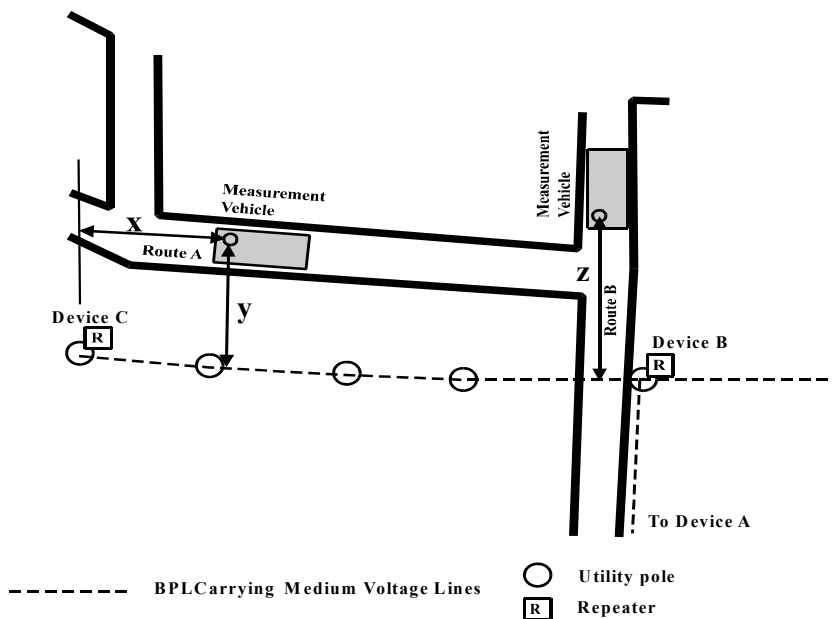 Measurement
Vehicle
Measurement
Vehicle
x
Route A
y
z
Route B
Device C
R
Device B
R
To Device A
BPLCarrying Medium Voltage Lines
Utility pole
R
Repeater